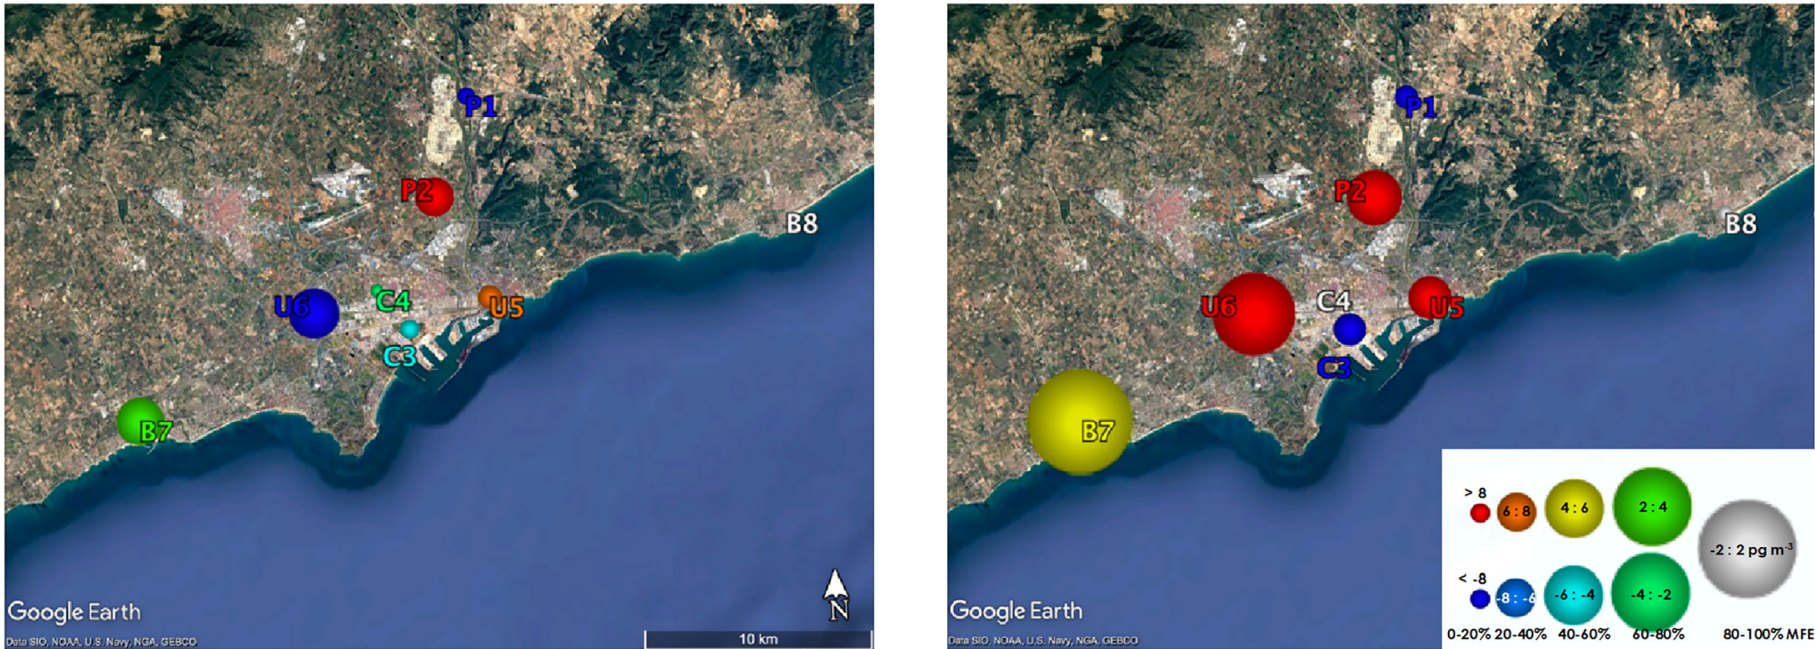 P1
P2
B8
C4
U6
U5
C3
B7
N
Google Earth
Data SIO, NOAA, U.S. Navy, NGA, GEBCO
10 km
P1
P2
B8
C4
U6
U5
C3
B7
Google Earth
Data SIO, NOAA, U.S. Navy, NGA, GEBCO
> 8
6 : 8
4 : 6
2 : 4
-2 : 2 pg m-3
< -8
-8 : -6
-6 : -4
-4 : -2
0-20% 20-40% 40-60% 60-80% 80-100% MFE